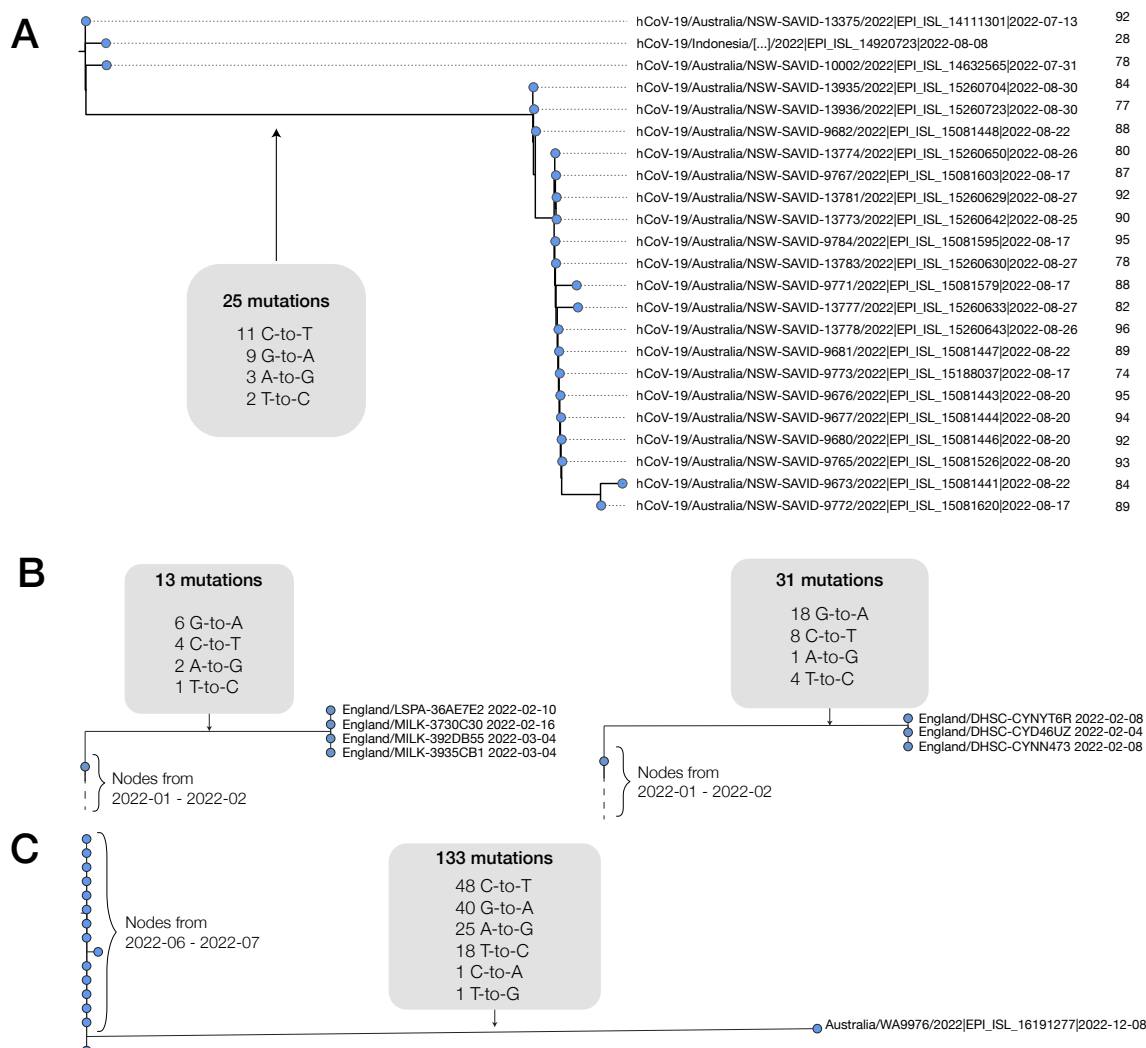 A
hCoV-19/Australia/NSW-SAVID-13375/2022|EPI_ISL_14111301|2022-07-13 92
hCoV-19/Indonesia/[...]/2022|EPI_ISL_14920723|2022-08-08 28
hCoV-19/Australia/NSW-SAVID-10002/2022|EPI_ISL_14632565|2022-07-31 78
hCoV-19/Australia/NSW-SAVID-13935/2022|EPI_ISL_15260704|2022-08-30 84
hCoV-19/Australia/NSW-SAVID-13936/2022|EPI_ISL_15260723|2022-08-30 77
hCoV-19/Australia/NSW-SAVID-9682/2022|EPI_ISL_15081448|2022-08-22 88
hCoV-19/Australia/NSW-SAVID-13774/2022|EPI_ISL_15260650|2022-08-26 80
hCoV-19/Australia/NSW-SAVID-9767/2022|EPI_ISL_15081603|2022-08-17 87
hCoV-19/Australia/NSW-SAVID-13781/2022|EPI_ISL_15260629|2022-08-27 92
hCoV-19/Australia/NSW-SAVID-13773/2022|EPI_ISL_15260642|2022-08-25 90
hCoV-19/Australia/NSW-SAVID-9784/2022|EPI_ISL_15081595|2022-08-17 95
hCoV-19/Australia/NSW-SAVID-13783/2022|EPI_ISL_15260630|2022-08-27 78
hCoV-19/Australia/NSW-SAVID-9771/2022|EPI_ISL_15081579|2022-08-17 88
hCoV-19/Australia/NSW-SAVID-13777/2022|EPI_ISL_15260633|2022-08-27 82
hCoV-19/Australia/NSW-SAVID-13778/2022|EPI_ISL_15260643|2022-08-26 96
hCoV-19/Australia/NSW-SAVID-9681/2022|EPI_ISL_15081447|2022-08-22 89
hCoV-19/Australia/NSW-SAVID-9773/2022|EPI_ISL_15188037|2022-08-17 74
hCoV-19/Australia/NSW-SAVID-9676/2022|EPI_ISL_15081443|2022-08-20 95
hCoV-19/Australia/NSW-SAVID-9677/2022|EPI_ISL_15081444|2022-08-20 94
hCoV-19/Australia/NSW-SAVID-9680/2022|EPI_ISL_15081446|2022-08-20 92
hCoV-19/Australia/NSW-SAVID-9765/2022|EPI_ISL_15081526|2022-08-20 93
hCoV-19/Australia/NSW-SAVID-9673/2022|EPI_ISL_15081441|2022-08-22 84
hCoV-19/Australia/NSW-SAVID-9772/2022|EPI_ISL_15081620|2022-08-17 89
25 mutations
11 C-to-T
9 G-to-A
3 A-to-G
2 T-to-C
B
13 mutations
6 G-to-A
4 C-to-T
2 A-to-G
1 T-to-C
England/LSPA-36AE7E2 2022-02-10
England/MILK-3730C30 2022-02-16
England/MILK-392DB55 2022-03-04
England/MILK-3935CB1 2022-03-04
Nodes from
2022-01 - 2022-02
31 mutations
18 G-to-A
8 C-to-T
1 A-to-G
4 T-to-C
England/DHSC-CYNYT6R 2022-02-08
England/DHSC-CYD46UZ 2022-02-04
England/DHSC-CYNN473 2022-02-08
Nodes from
2022-01 - 2022-02
C
Nodes from
2022-06 - 2022-07
133 mutations
48 C-to-T
40 G-to-A
25 A-to-G
18 T-to-C
1 C-to-A
1 T-to-G
Australia/WA9976/2022|EPI_ISL_16191277|2022-12-08